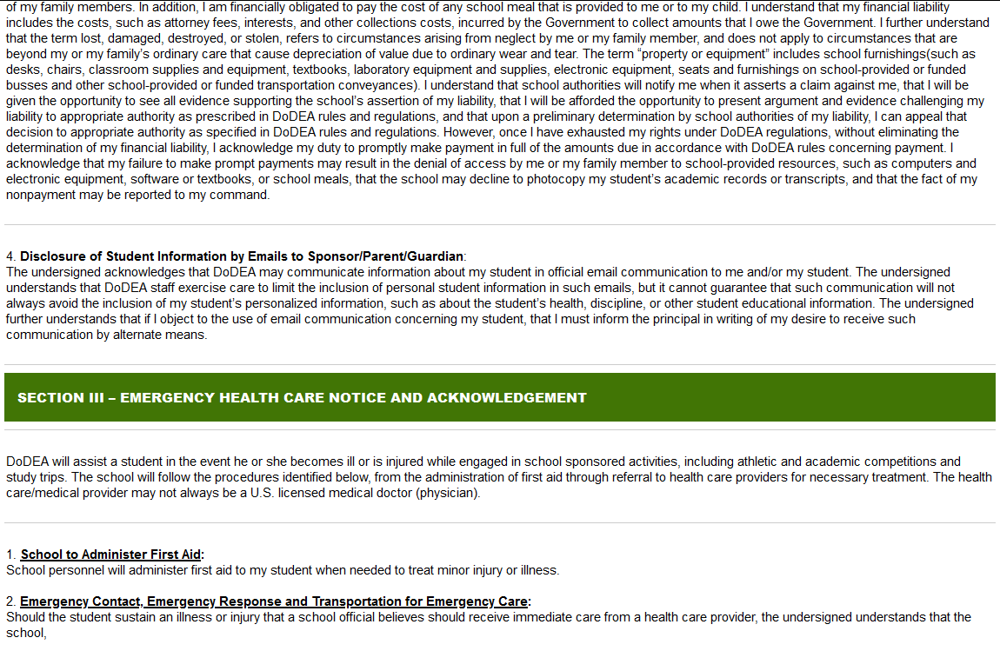 of my family members. In addition, I am financially obligated to pay the cost of any school meal that is provided to me or to my child. I understand that my financial liability
includes the costs, such as attorney fees, interests, and other collections costs, incurred by the Government to collect amounts that I owe the Government. I further understand
that the term lost, damaged, destroyed, or stolen, refers to circumstances arising from neglect by me or my family member, and does not apply to circumstances that are
beyond my or my family’s ordinary care that cause depreciation of value due to ordinary wear and tear. The term “property or equipment” includes school furnishings(such as
desks, chairs, classroom supplies and equipment, textbooks, laboratory equipment and supplies, electronic equipment, seats and furnishings on school-provided or funded
busses and other school-provided or funded transportation conveyances). I understand that school authorities will notify me when it asserts a claim against me, that I will be
given the opportunity to see all evidence supporting the school’s assertion of my liability, that I will be afforded the opportunity to present argument and evidence challenging my
liability to appropriate authority as prescribed in DoDEA rules and regulations, and that upon a preliminary determination by school authorities of my liability, I can appeal that
decision to appropriate authority as specified in DoDEA rules and regulations. However, once I have exhausted my rights under DoDEA regulations, without eliminating the
determination of my financial liability, I acknowledge my duty to promptly make payment in full of the amounts due in accordance with DoDEA rules concerning payment. I
acknowledge that my failure to make prompt payments may result in the denial of access by me or my family member to school-provided resources, such as computers and
electronic equipment, software or textbooks, or school meals, that the school may decline to photocopy my student’s academic records or transcripts, and that the fact of my
nonpayment may be reported to my command.
4. Disclosure of Student Information by Emails to Sponsor/Parent/Guardian:
The undersigned acknowledges that DoDEA may communicate information about my student in official email communication to me and/or my student. The undersigned
understands that DoDEA staff exercise care to limit the inclusion of personal student information in such emails, but it cannot guarantee that such communication will not
always avoid the inclusion of my student’s personalized information, such as about the student’s health, discipline, or other student educational information. The undersigned
further understands that if I object to the use of email communication concerning my student, that I must inform the principal in writing of my desire to receive such
communication by alternate means.
SECTION III – EMERGENCY HEALTH CARE NOTICE AND ACKNOWLEDGEMENT
DoDEA will assist a student in the event he or she becomes ill or is injured while engaged in school sponsored activities, including athletic and academic competitions and
study trips. The school will follow the procedures identified below, from the administration of first aid through referral to health care providers for necessary treatment. The health
care/medical provider may not always be a U.S. licensed medical doctor (physician).
1. School to Administer First Aid:
School personnel will administer first aid to my student when needed to treat minor injury or illness.
2. Emergency Contact, Emergency Response and Transportation for Emergency Care:
Should the student sustain an illness or injury that a school official believes should receive immediate care from a health care provider, the undersigned understands that the
school,